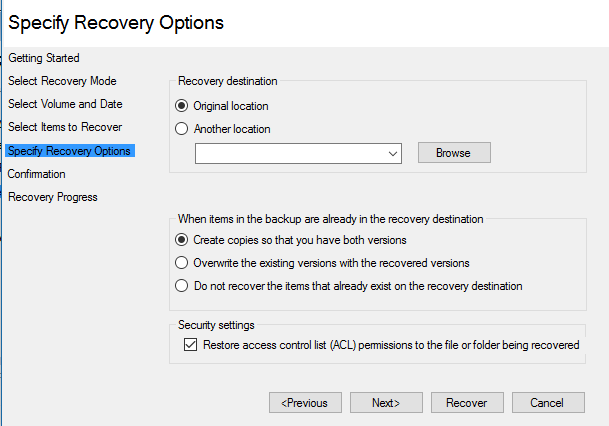 Specify Recovery Options
Getting Started
Select Recovery Mode
Select Volume and Date
Select Items to Recover
Specify Recovery Options
Confirmation
Recovery Progress
Recovery destination
Original location
Another location
Browse
When items in the backup are already in the recovery destination
Create copies so that you have both versions
Overwrite the existing versions with the recovered versions
Do not recover the items that already exist on the recovery destination
Security settings
Restore access control list (ACL) permissions to the file or folder being recovered
<Previous
Next>
Recover
Cancel